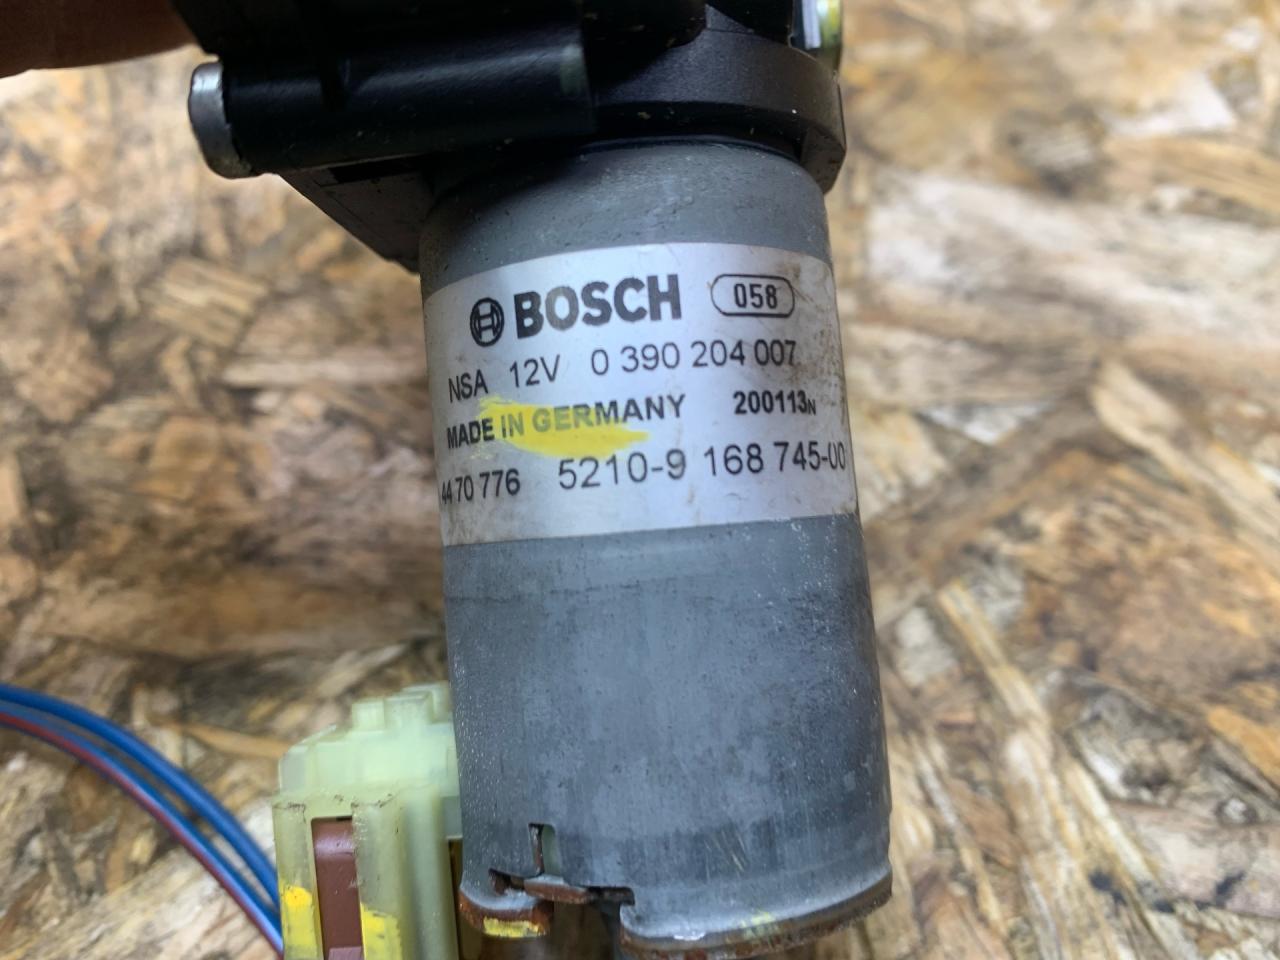 BOSCH 058
NSA 12V 0 390 204 007
MADE IN GERMANY 200113N
4470 776 5210-9 168 745-00